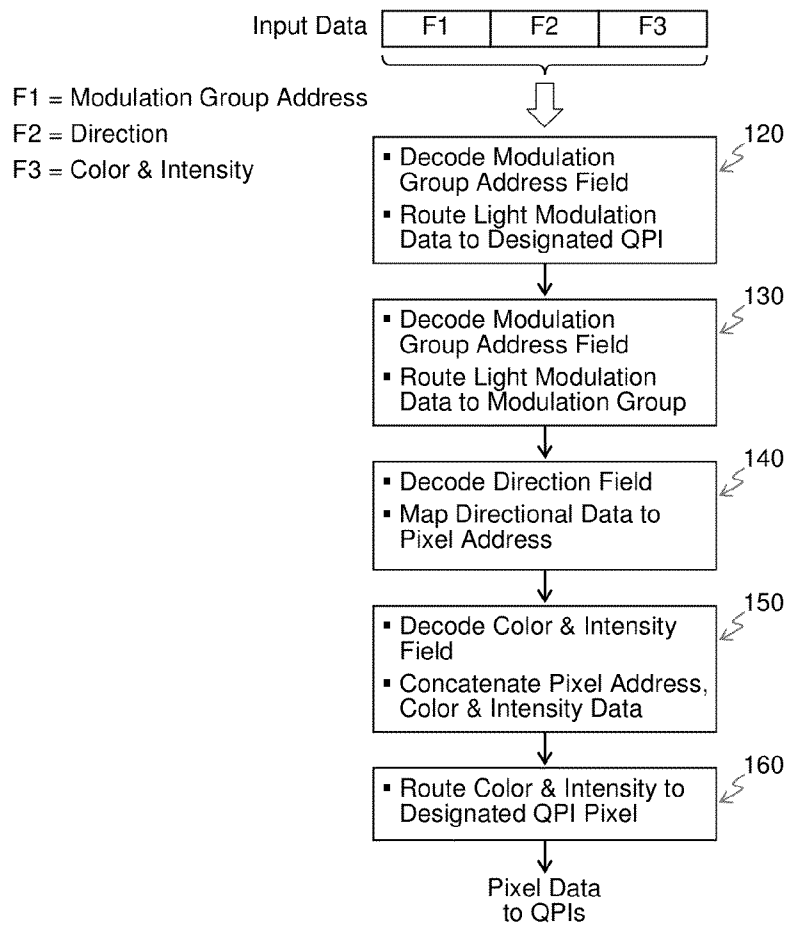 Input Data F1 F2 F3
F1 = Modulation Group Address
F2 = Direction
F3 = Color & Intensity
120
▪ Decode Modulation
Group Address Field
▪ Route Light Modulation
Data to Designated QPI
130
▪ Decode Modulation
Group Address Field
▪ Route Light Modulation
Data to Modulation Group
140
▪ Decode Direction Field
▪ Map Directional Data to
Pixel Address
150
▪ Decode Color & Intensity
Field
▪ Concatenate Pixel Address,
Color & Intensity Data
160
▪ Route Color & Intensity to
Designated QPI Pixel
Pixel Data
to QPIs